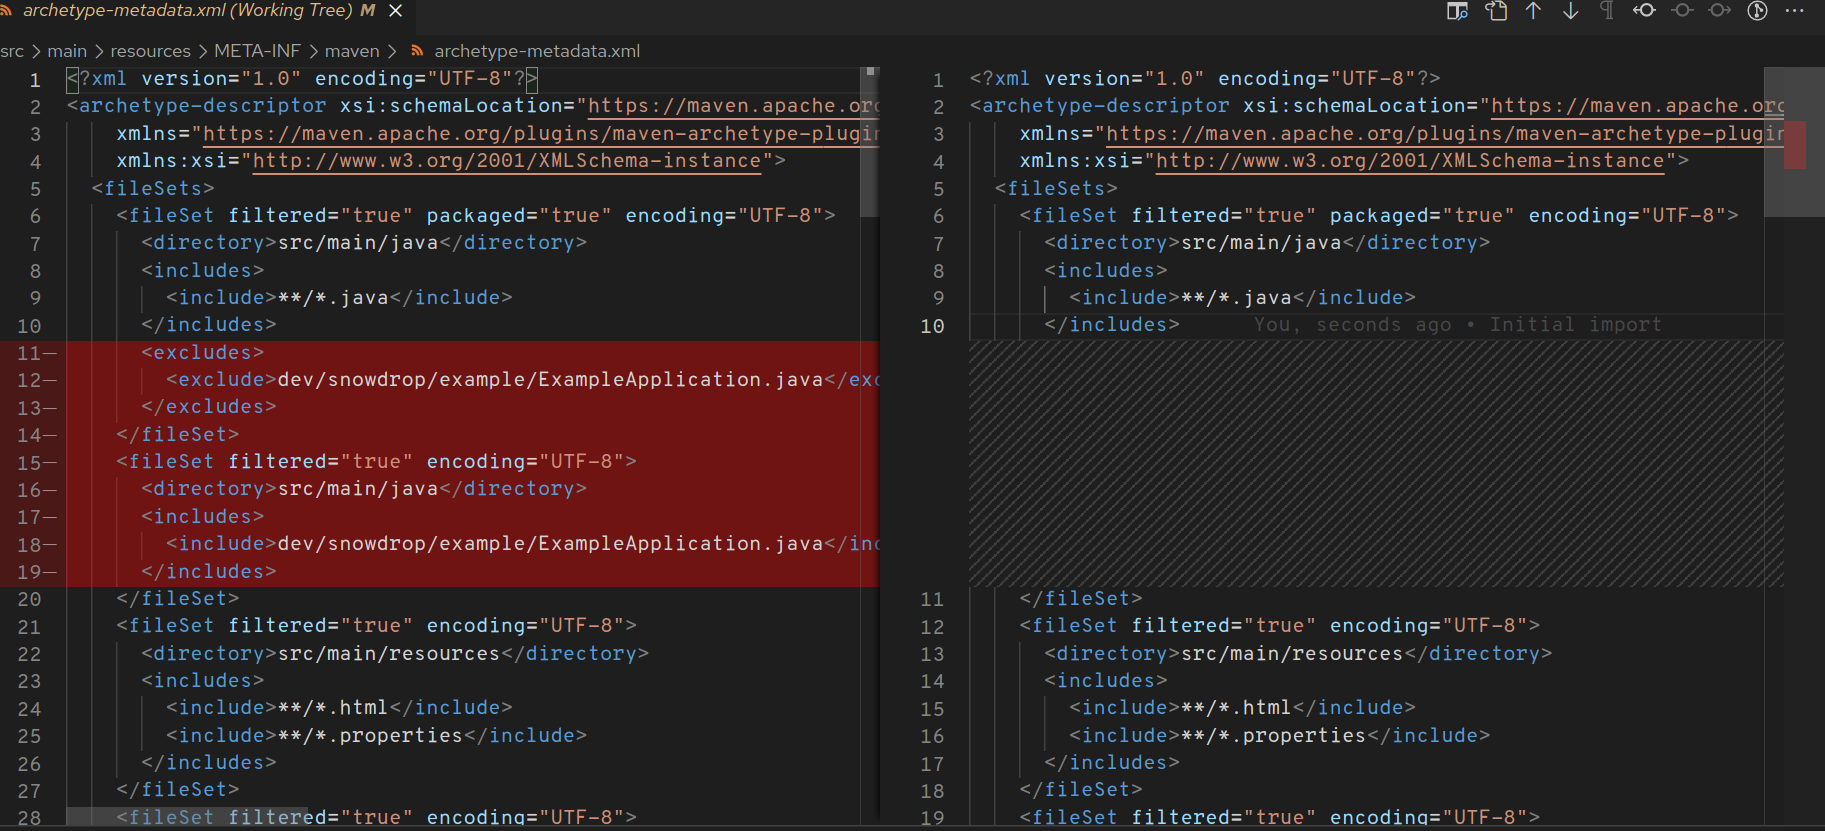 archetype-metadata.xml (Working Tree) M
src > main > resources > META-INF > maven > archetype-metadata.xml
1 <?xml version="1.0" encoding="UTF-8"?>
2 <archetype-descriptor xsi:schemaLocation="https://maven.apache.org
3 xmlns="https://maven.apache.org/plugins/maven-archetype-plugin
4 xmlns:xsi="http://www.w3.org/2001/XMLSchema-instance">
5 <fileSets>
6 <fileSet filtered="true" packaged="true" encoding="UTF-8">
7 <directory>src/main/java</directory>
8 <includes>
9 <include>**/*.java</include>
10 </includes>
11— <excludes>
12— <exclude>dev/snowdrop/example/ExampleApplication.java</exc
13— </excludes>
14— </fileSet>
15— <fileSet filtered="true" encoding="UTF-8">
16— <directory>src/main/java</directory>
17— <includes>
18— <include>dev/snowdrop/example/ExampleApplication.java</inc
19— </includes>
20 </fileSet>
21 <fileSet filtered="true" encoding="UTF-8">
22 <directory>src/main/resources</directory>
23 <includes>
24 <include>**/*.html</include>
25 <include>**/*.properties</include>
26 </includes>
27 </fileSet>
28 <fileSet filtered="true" encoding="UTF-8">
1 <?xml version="1.0" encoding="UTF-8"?>
2 <archetype-descriptor xsi:schemaLocation="https://maven.apache.org
3 xmlns="https://maven.apache.org/plugins/maven-archetype-plugin
4 xmlns:xsi="http://www.w3.org/2001/XMLSchema-instance">
5 <fileSets>
6 <fileSet filtered="true" packaged="true" encoding="UTF-8">
7 <directory>src/main/java</directory>
8 <includes>
9 <include>**/*.java</include>
10 </includes> You, seconds ago • Initial import
11 </fileSet>
12 <fileSet filtered="true" encoding="UTF-8">
13 <directory>src/main/resources</directory>
14 <includes>
15 <include>**/*.html</include>
16 <include>**/*.properties</include>
17 </includes>
18 </fileSet>
19 <fileSet filtered="true" encoding="UTF-8">